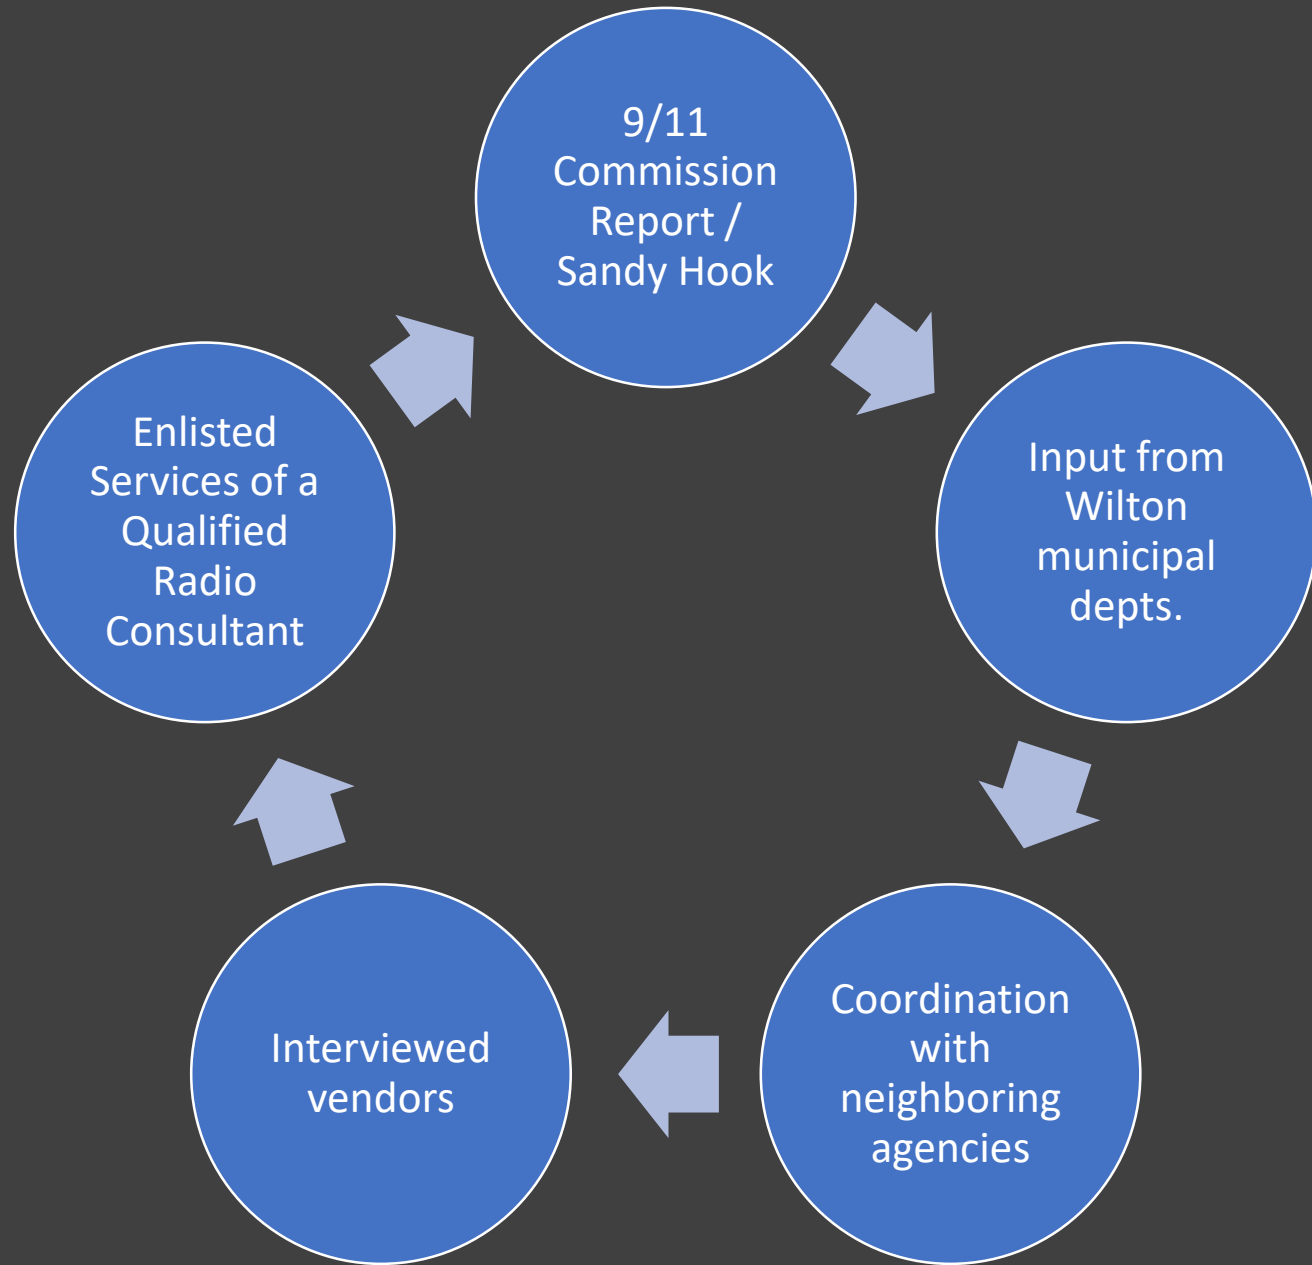 9/11
Commission
Report /
Sandy Hook
Input from
Wilton
municipal
depts.
Coordination
with
neighboring
agencies
Interviewed
vendors
Enlisted
Services of a
Qualified
Radio
Consultant